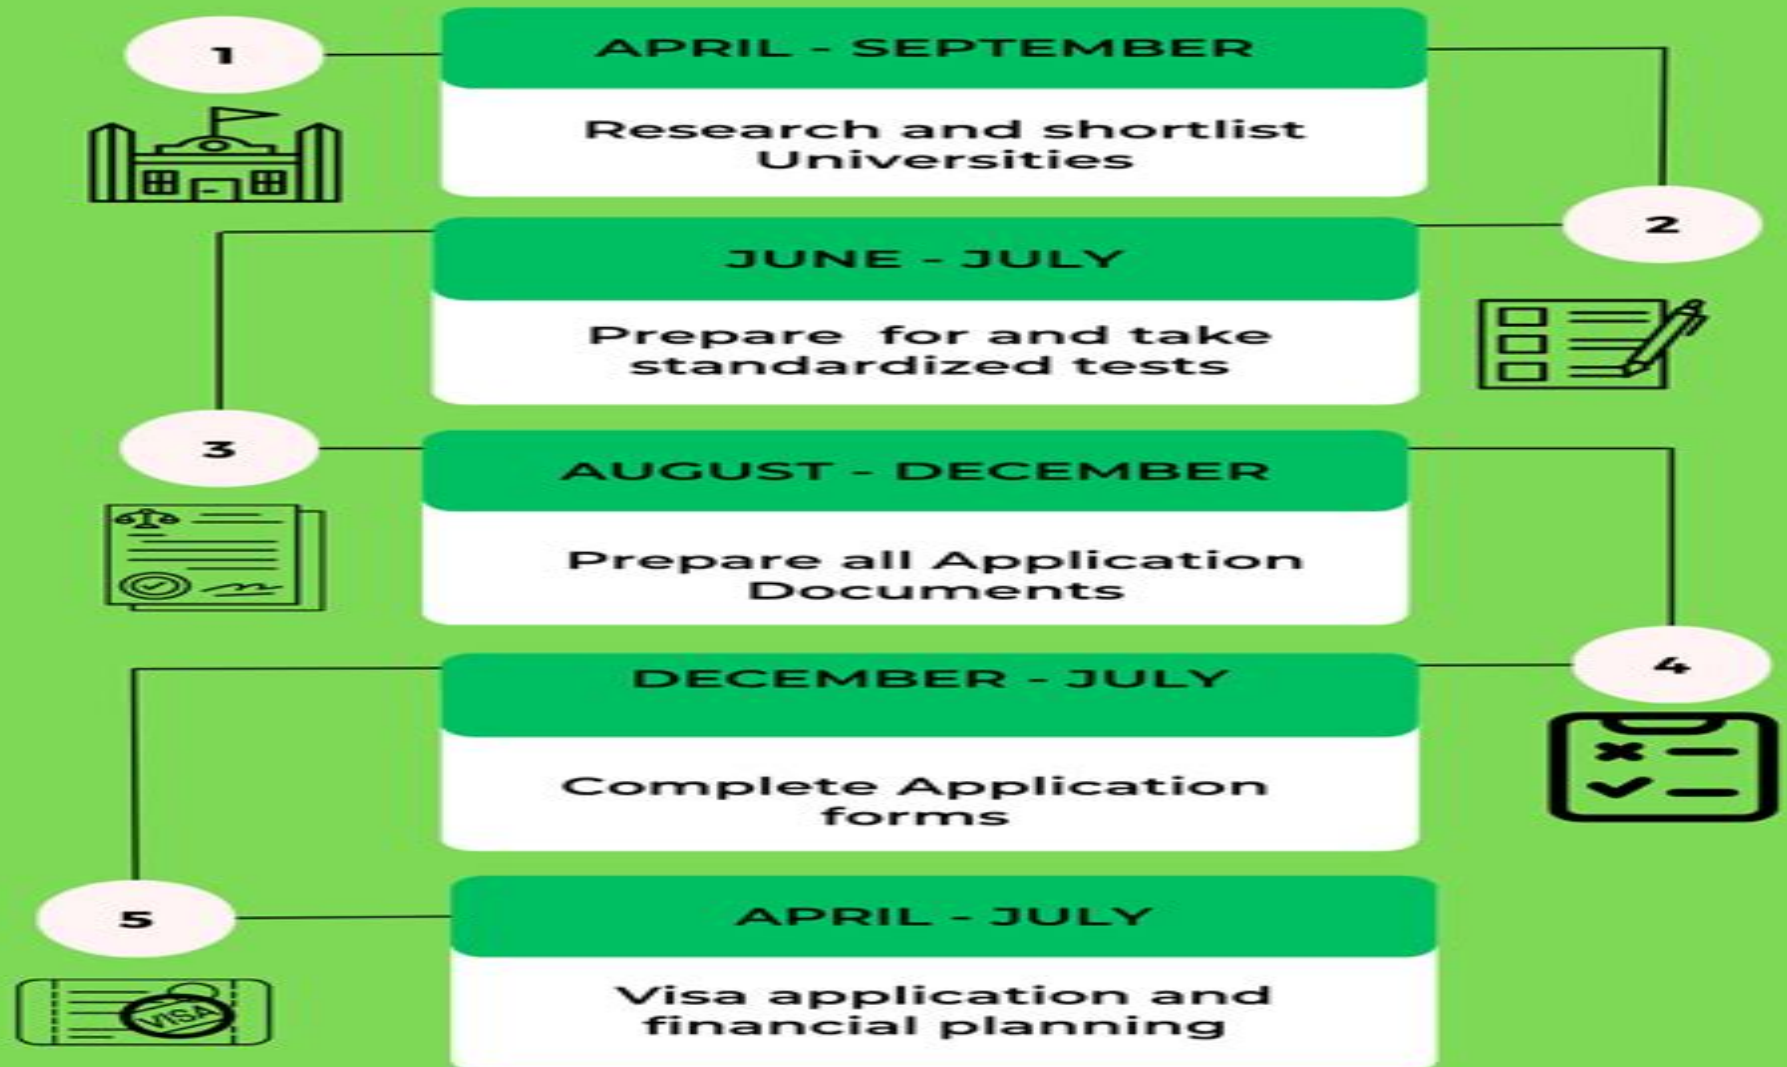 1
APRIL - SEPTEMBER
Research and shortlist
Universities
2
JUNE - JULY
Prepare for and take
standardized tests
3
AUGUST - DECEMBER
Prepare all Application
Documents
4
DECEMBER - JULY
Complete Application
forms
5
APRIL - JULY
Visa application and
financial planning
VISA